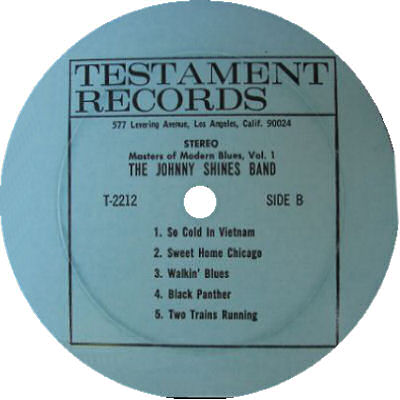 TESTAMENT
RECORDS
577 Levering Avenue, Los Angeles, Calif. 90024
STEREO
Masters of Modern Blues, Vol. 1
THE JOHNNY SHINES BAND
T-2212 SIDE B
1. So Cold In Vietnam
2. Sweet Home Chicago
3. Walkin' Blues
4. Black Panther
5. Two Trains Running